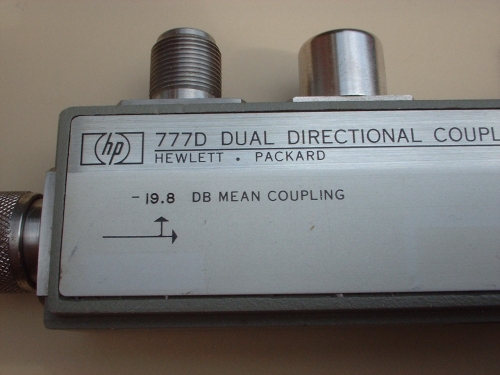 hp 777D DUAL DIRECTIONAL COUPL
HEWLETT • PACKARD
-19.8 DB MEAN COUPLING